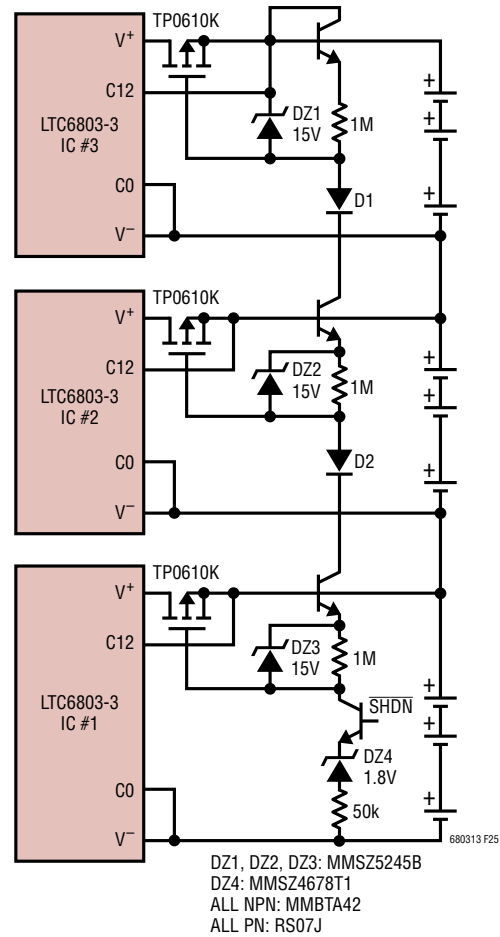 TP0610K
V+
C12
LTC6803-3
IC #3
C0
V−
DZ1
15V
1M
D1
+
+
+
TP0610K
V+
C12
LTC6803-3
IC #2
C0
V−
DZ2
15V
1M
D2
+
+
+
TP0610K
V+
C12
LTC6803-3
IC #1
C0
V−
DZ3
15V
1M
SHDN
DZ4
1.8V
50k
+
+
+
680313 F25
DZ1, DZ2, DZ3: MMSZ5245B
DZ4: MMSZ4678T1
ALL NPN: MMBTA42
ALL PN: RS07J